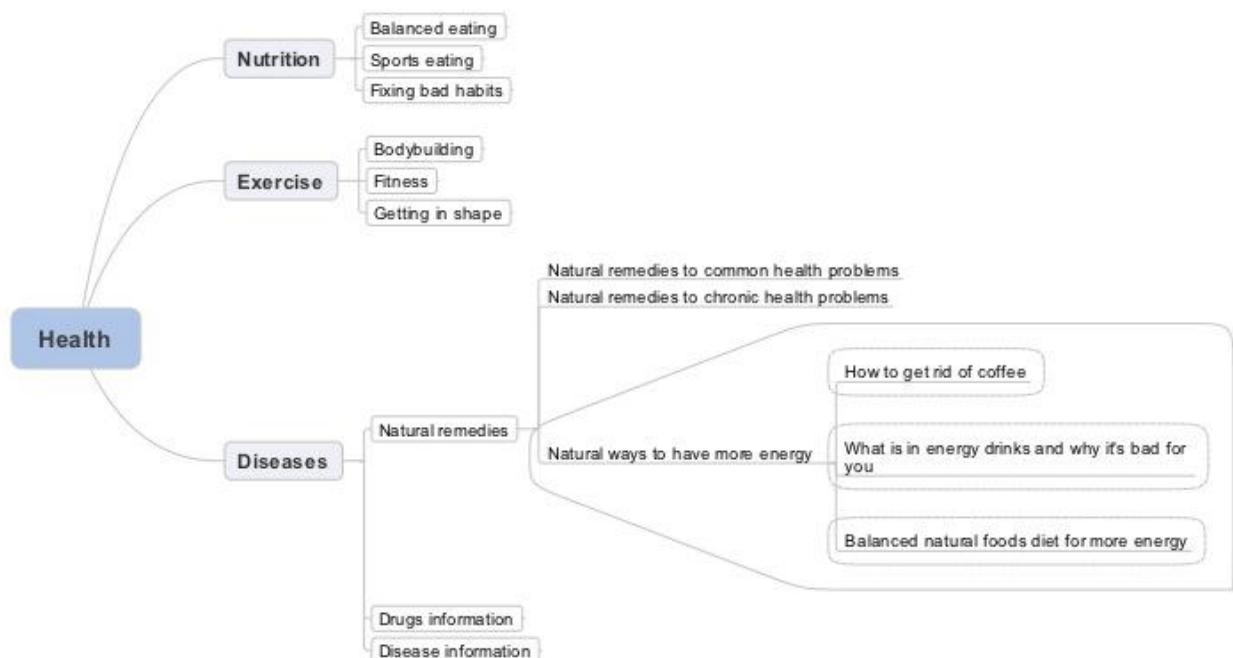 Balanced eating
Nutrition
Sports eating
Fixing bad habits
Bodybuilding
Exercise
Fitness
Getting in shape
Natural remedies to common health problems
Natural remedies to chronic health problems
Health
How to get rid of coffee
Natural remedies
Diseases
Natural ways to have more energy
What is in energy drinks and why it's bad for
you
Balanced natural foods diet for more energy
Drugs information
Disease information